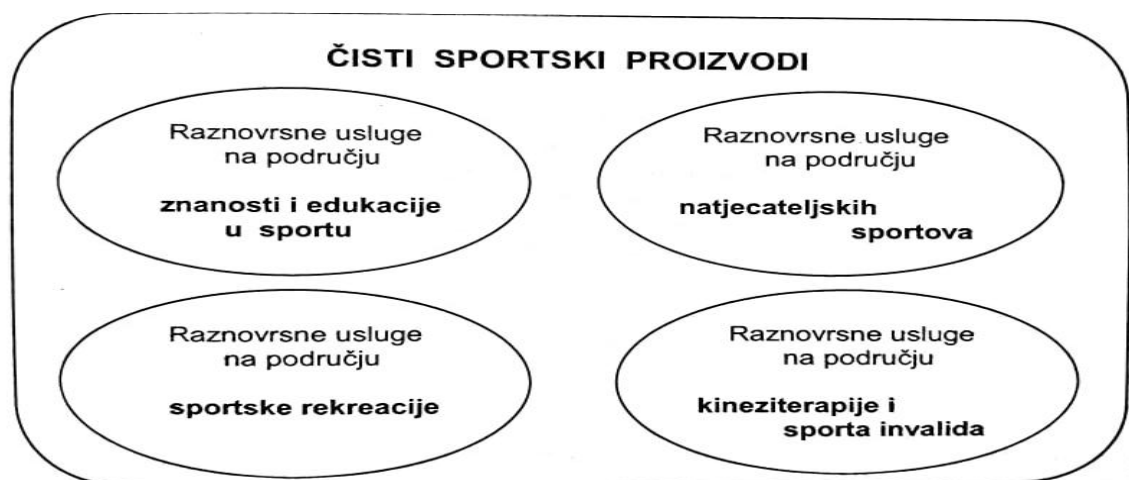 ČISTI SPORTSKI PROIZVODI
Raznovrsne usluge
na području
znanosti i edukacije
u sportu
Raznovrsne usluge
na području
natjecateljskih
sportova
Raznovrsne usluge
na području
sportske rekreacije
Raznovrsne usluge
na području
kineziterapije i
sporta invalida